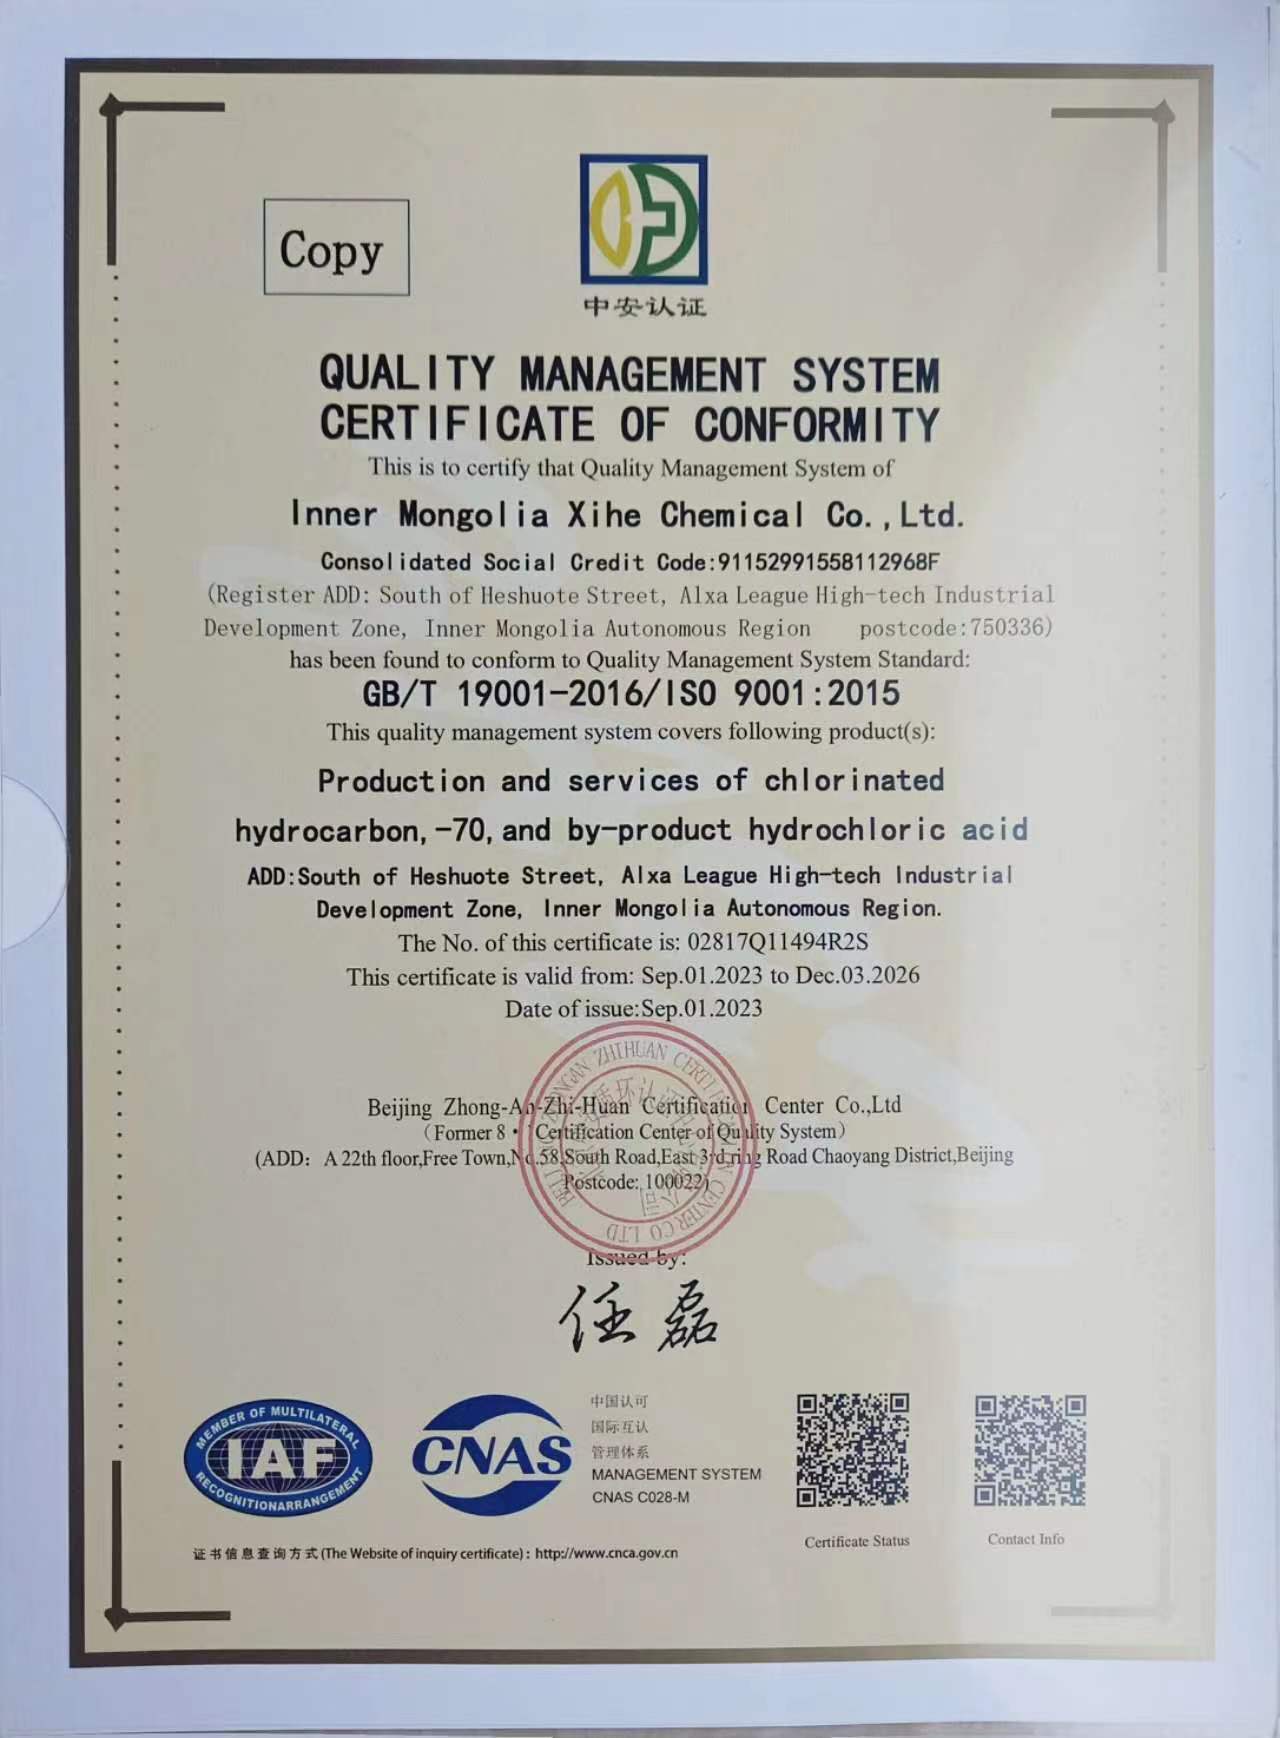 Copy
中安认证
QUALITY MANAGEMENT SYSTEM
CERTIFICATE OF CONFORMITY
This is to certify that Quality Management System of
Inner Mongolia Xihe Chemical Co.,Ltd.
Consolidated Social Credit Code:91152991558112968F
(Register ADD: South of Heshuote Street, Alxa League High-tech Industrial
Development Zone, Inner Mongolia Autonomous Region postcode:750336)
has been found to conform to Quality Management System Standard:
GB/T 19001-2016/ISO 9001:2015
This quality management system covers following product(s):
Production and services of chlorinated
hydrocarbon,-70,and by-product hydrochloric acid
ADD:South of Heshuote Street, Alxa League High-tech Industrial
Development Zone, Inner Mongolia Autonomous Region.
The No. of this certificate is: 02817Q11494R2S
This certificate is valid from: Sep.01.2023 to Dec.03.2026
Date of issue:Sep.01.2023
Beijing Zhong-An-Zhi-Huan Certification Center Co.,Ltd
(Former 8· Certification Center of Quality System)
(ADD: A 22th floor,Free Town,No.58,South Road,East 3rd ring Road Chaoyang District,Beijing
Postcode: 100022)
Issued by:
任磊
MEMBER OF MULTILATERAL
IAF
RECOGNITIONARRANGEMENT
CNAS
中国认可
国际互认
管理体系
MANAGEMENT SYSTEM
CNAS C028-M
Certificate Status
Contact Info
证书信息查询方式(The Website of inquiry certificate) : http://www.cnca.gov.cn